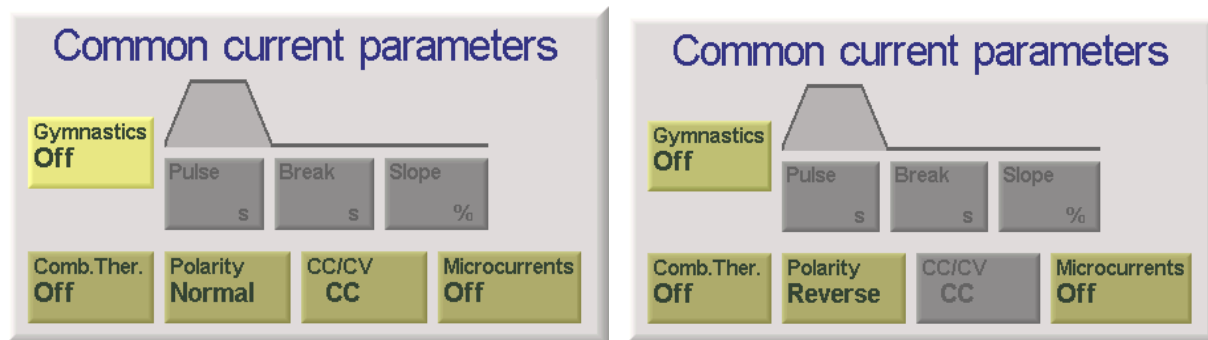 Common current parameters
Gymnastics
Off
Pulse
s
Break
s
Slope
%
Comb.Ther.
Off
Polarity
Normal
CC/CV
CC
Microcurrents
Off
Common current parameters
Gymnastics
Off
Pulse
s
Break
s
Slope
%
Comb.Ther.
Off
Polarity
Reverse
CC/CV
CC
Microcurrents
Off